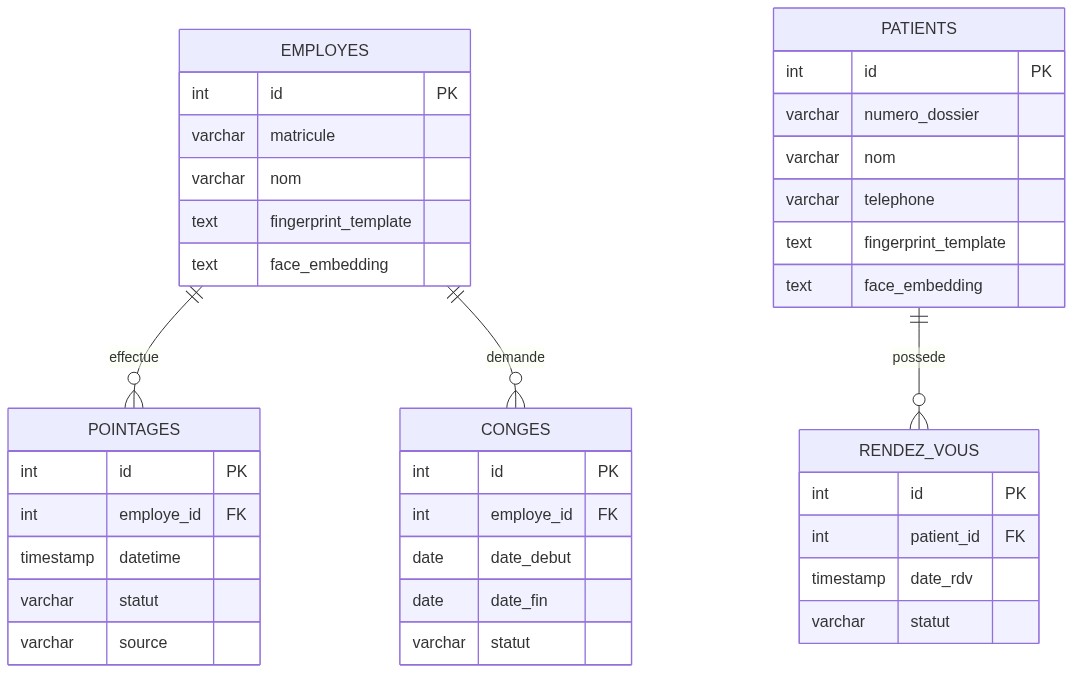 EMPLOYES
int id PK
varchar matricule
varchar nom
text fingerprint_template
text face_embedding
PATIENTS
int id PK
varchar numero_dossier
varchar nom
varchar telephone
text fingerprint_template
text face_embedding
effectue
demande
possede
POINTAGES
int id PK
int employe_id FK
timestamp datetime
varchar statut
varchar source
CONGES
int id PK
int employe_id FK
date date_debut
date date_fin
varchar statut
RENDEZ_VOUS
int id PK
int patient_id FK
timestamp date_rdv
varchar statut